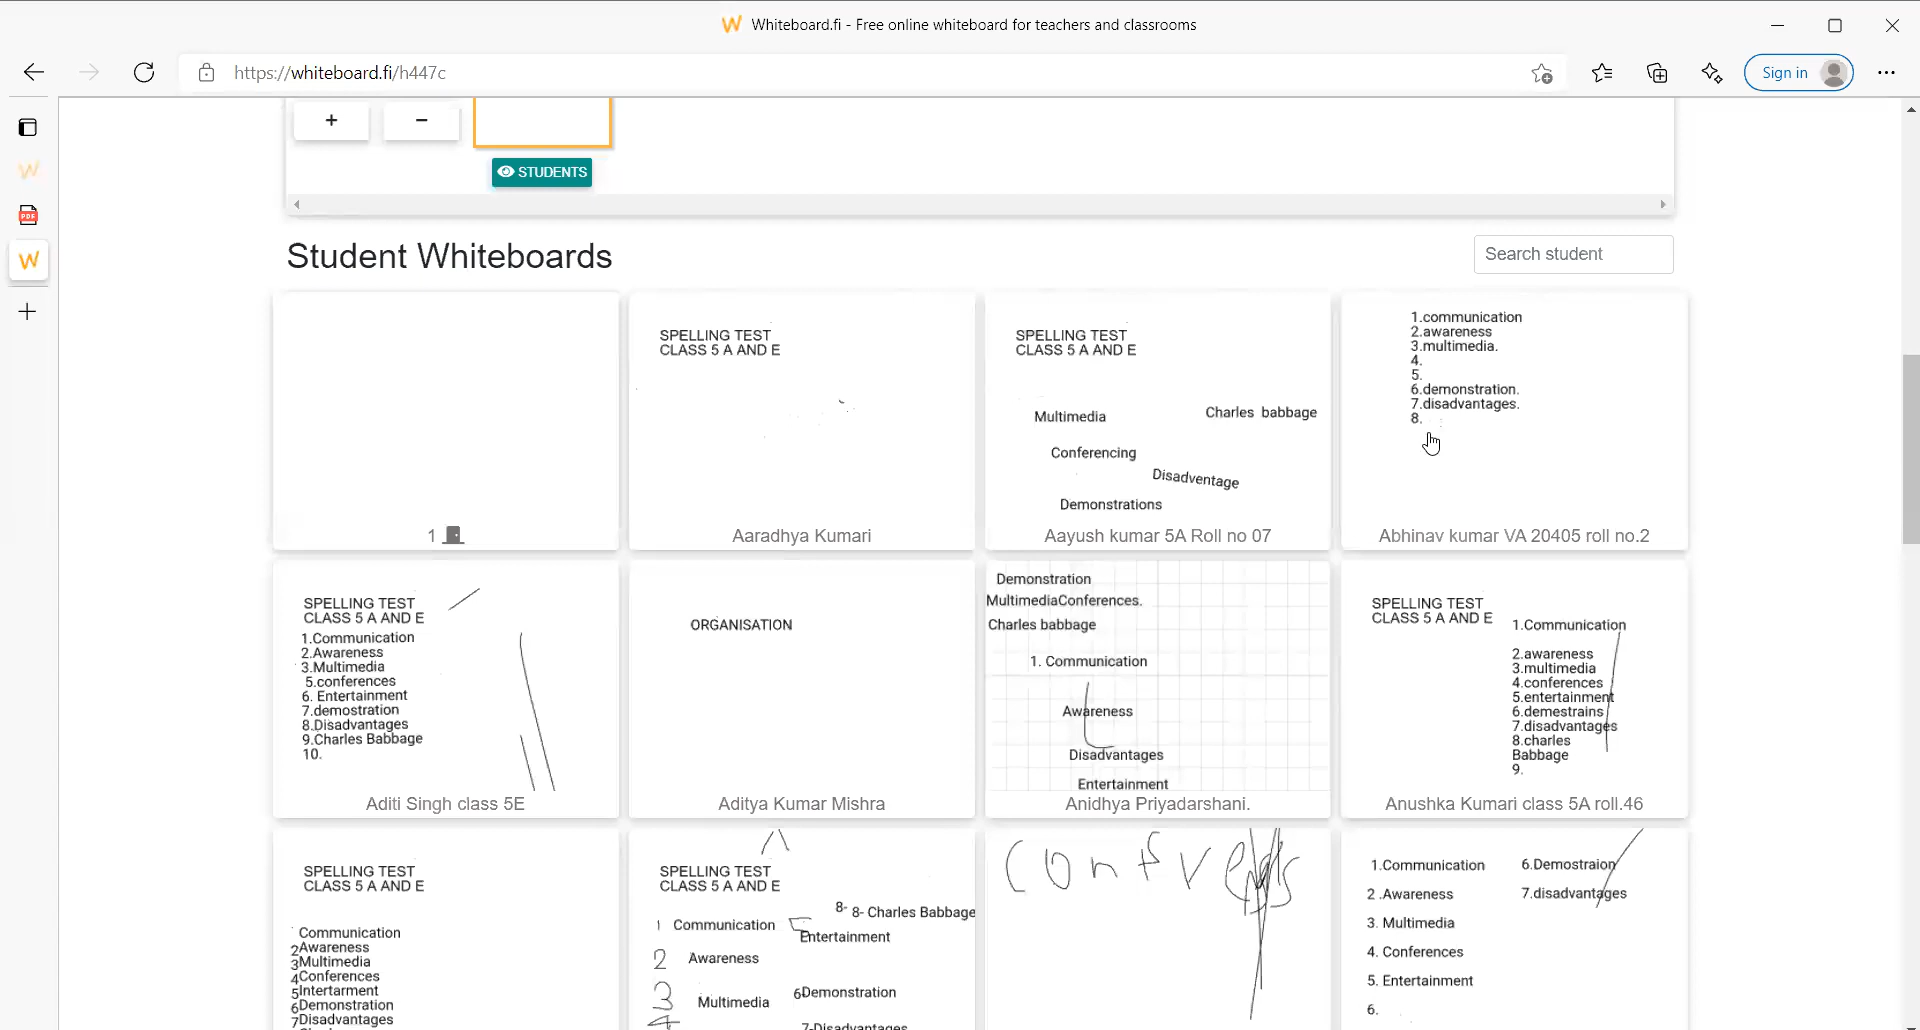 Whiteboard.fi - Free online whiteboard for teachers and classrooms
https://whiteboard.fi/h447c
Sign in
+
-
STUDENTS
Student Whiteboards
Search student
1
SPELLING TEST
CLASS 5 A AND E
Aaradhya Kumari
SPELLING TEST
CLASS 5 A AND E
Multimedia
Charles babbage
Conferencing
Disadventage
Demonstrations
Aayush kumar 5A Roll no 07
1.communication
2.awareness
3.multimedia.
4.
5.
6.demonstration.
7.disadvantages.
8.
Abhinav kumar VA 20405 roll no.2
SPELLING TEST
CLASS 5 A AND E
1.Communication
2.Awareness
3.Multimedia
5.conferences
6. Entertainment
7.demostration
8.Disadvantages
9.Charles Babbage
10.
Aditi Singh class 5E
ORGANISATION
Aditya Kumar Mishra
Demonstration
MultimediaConferences.
Charles babbage
1. Communication
Awareness
Disadvantages
Entertainment
Anidhya Priyadarshani.
SPELLING TEST
CLASS 5 A AND E
1.Communication
2.awareness
3.multimedia
4.conferences
5.entertainment
6.demestrains
7.disadvantages
8.charles
Babbage
9.
Anushka Kumari class 5A roll.46
SPELLING TEST
CLASS 5 A AND E
Communication
2Awareness
3Multimedia
4Conferences
5Intertarment
6Demonstration
7Disadvantages
SPELLING TEST
CLASS 5 A AND E
8- 8- Charles Babbage
1 Communication
Entertainment
2 Awareness
3 Multimedia
6Demonstration
4
7-Disadvantages
1.Communication
6.Demostraion
2 .Awareness
7.disadvantages
3. Multimedia
4. Conferences
5. Entertainment
6.